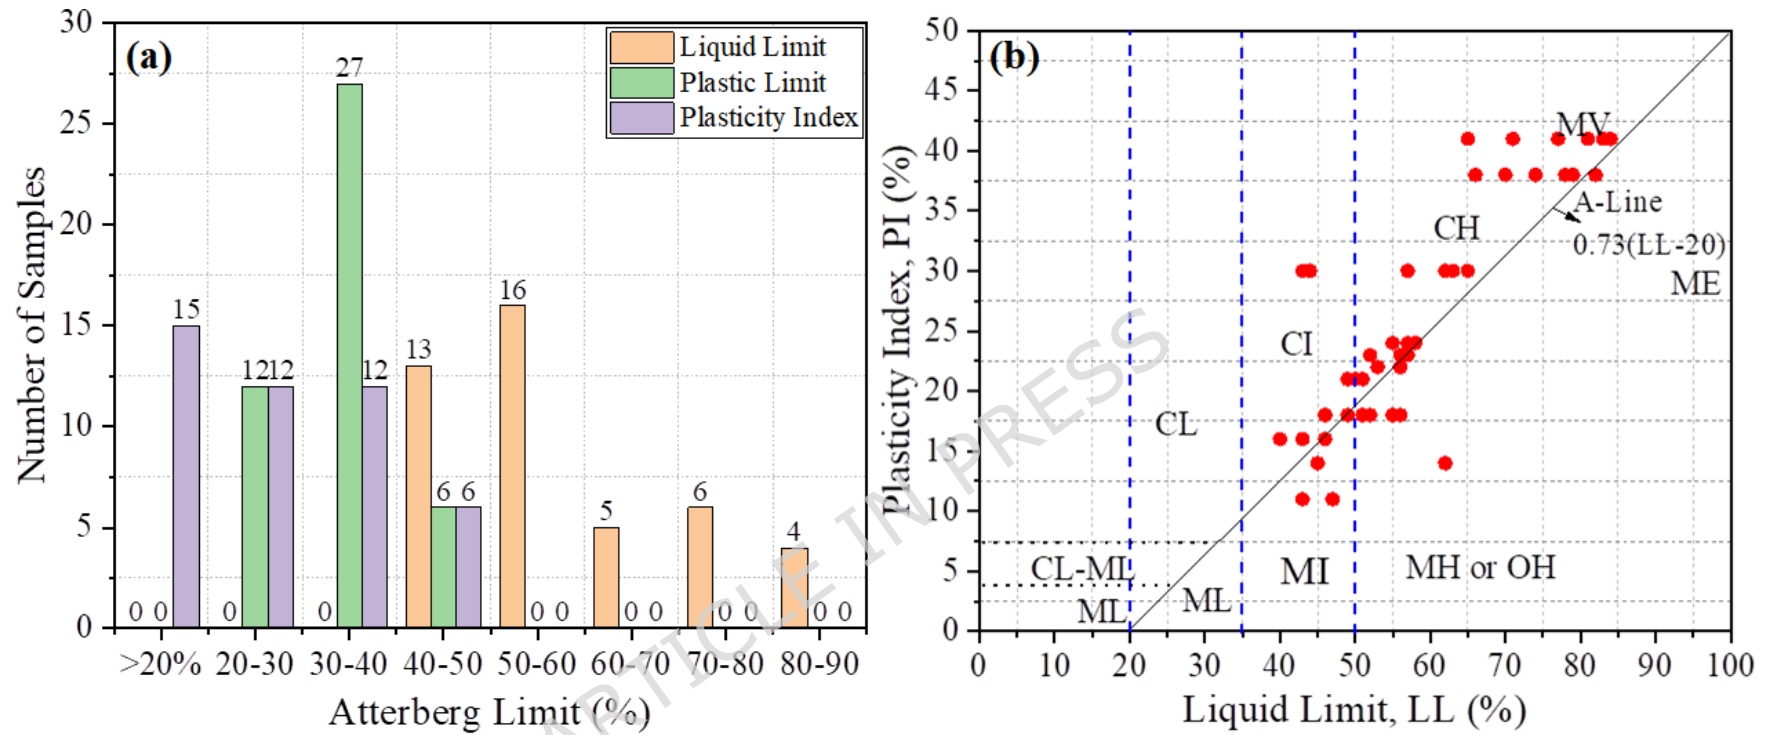 (a)
Liquid Limit
Plastic Limit
Plasticity Index
Number of Samples
30
25
20
15
10
5
0
0 0 15
0 12 12
0 27 12
13 6 6
16 0 0
5 0 0
6 0 0
4 0 0
>20% 20-30 30-40 40-50 50-60 60-70 70-80 80-90
Atterberg Limit (%)
(b)
Plasticity Index, PI (%)
50
45
40
35
30
25
20
15
10
5
0
MV
A-Line
0.73(LL-20)
CH
ME
CI
CL
CL-ML
MI
MH or OH
ML
ML
0 10 20 30 40 50 60 70 80 90 100
Liquid Limit, LL (%)
ARTICLE IN PRESS